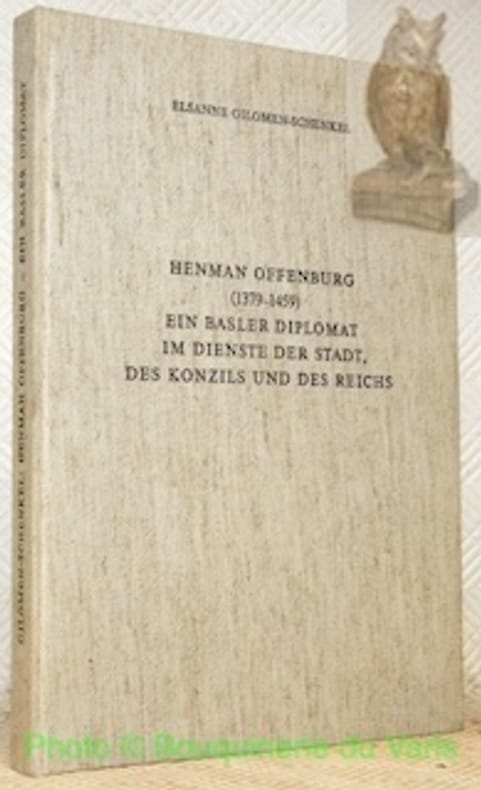 ELSANNE GILOMEN-SCHENKEL
HENMAN OFFENBURG
(1379-1459)
EIN BASLER DIPLOMAT
IM DIENSTE DER STADT,
DES KONZILS UND DES REICHS
GILOMEN-SCHENKEL: HENMAN OFFENBURG – EIN BASLER DIPLOMAT
Photo © Bouquinerie du Varis